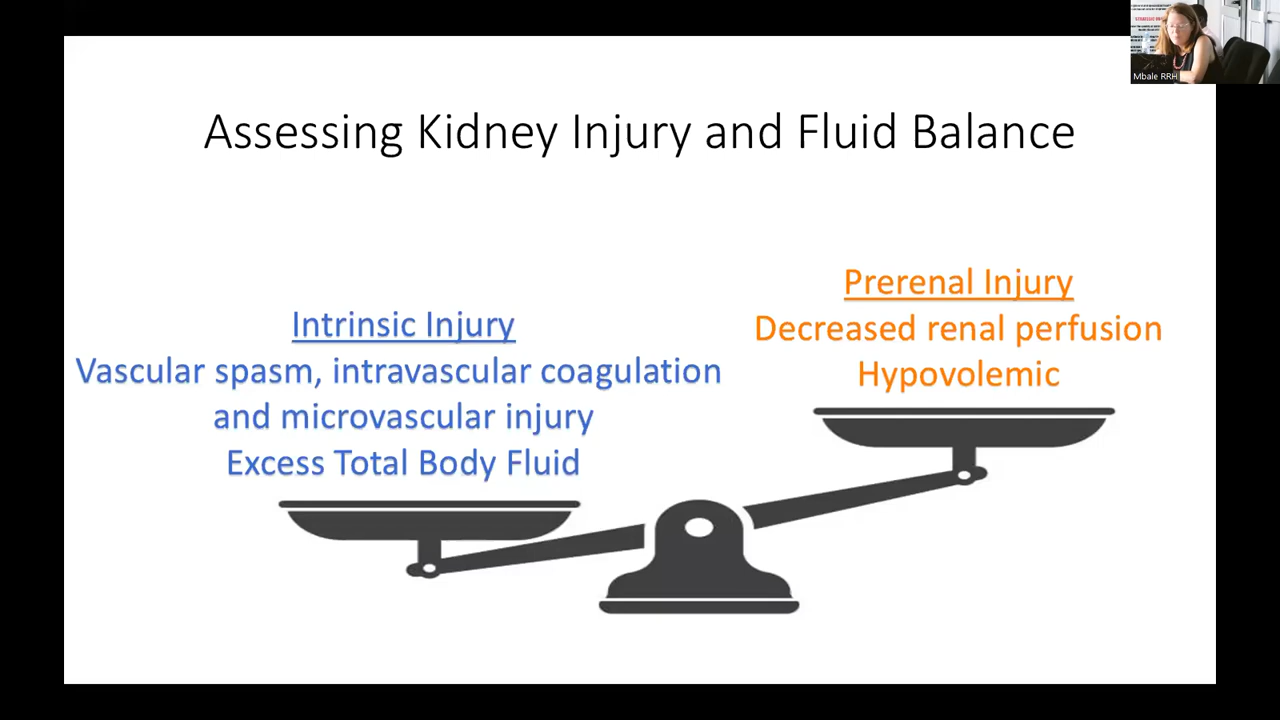 Assessing Kidney Injury and Fluid Balance
Intrinsic Injury
Vascular spasm, intravascular coagulation
and microvascular injury
Excess Total Body Fluid
Prerenal Injury
Decreased renal perfusion
Hypovolemic
Mbale RRH